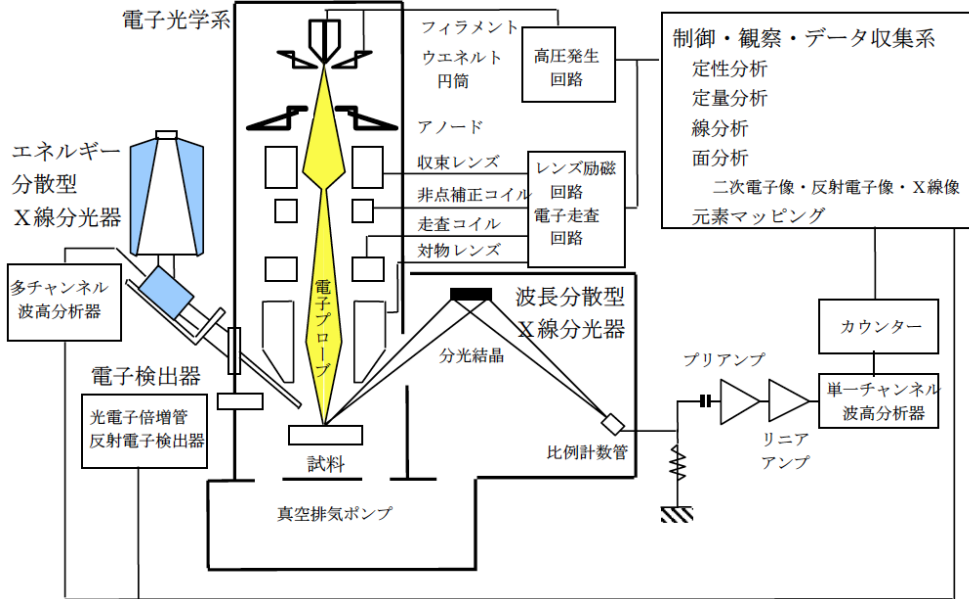 電子光学系
フィラメント
ウエネルト
円筒
高圧発生
回路
制御・観察・データ収集系
定性分析
定量分析
線分析
面分析
二次電子像・反射電子像・X線像
元素マッピング
アノード
エネルギー
分散型
X線分光器
収束レンズ
非点補正コイル
走査コイル
対物レンズ
レンズ励磁
回路
電子走査
回路
多チャンネル
波高分析器
電子プローブ
波長分散型
X線分光器
分光結晶
カウンター
プリアンプ
単一チャンネル
波高分析器
リニア
アンプ
電子検出器
光電子倍増管
反射電子検出器
試料
比例計数管
真空排気ポンプ